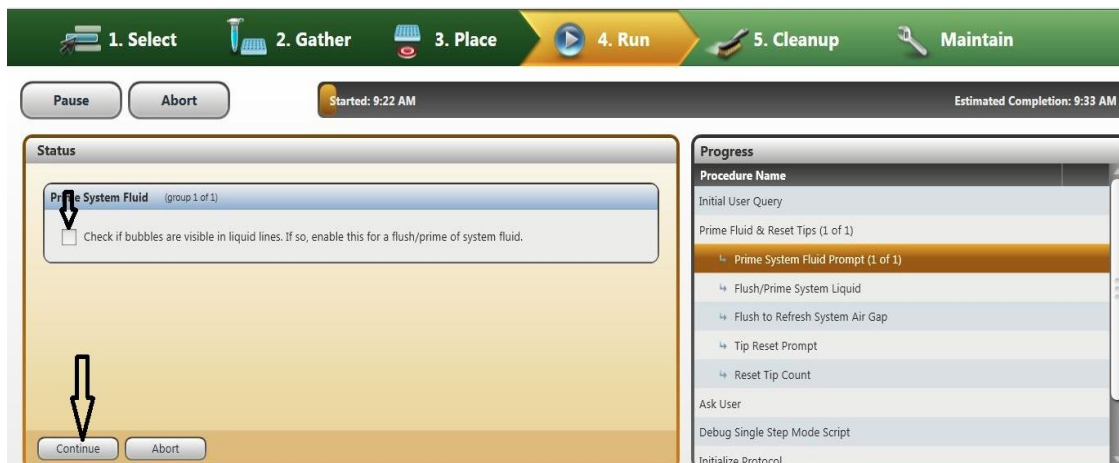 1. Select
2. Gather
3. Place
4. Run
5. Cleanup
Maintain
Pause
Abort
Started: 9:22 AM
Estimated Completion: 9:33 AM
Status
Prime System Fluid (group 1 of 1)
Check if bubbles are visible in liquid lines. If so, enable this for a flush/prime of system fluid.
Continue
Abort
Progress
Procedure Name
Initial User Query
Prime Fluid & Reset Tips (1 of 1)
Prime System Fluid Prompt (1 of 1)
Flush/Prime System Liquid
Flush to Refresh System Air Gap
Tip Reset Prompt
Reset Tip Count
Ask User
Debug Single Step Mode Script
Initialize Protocol